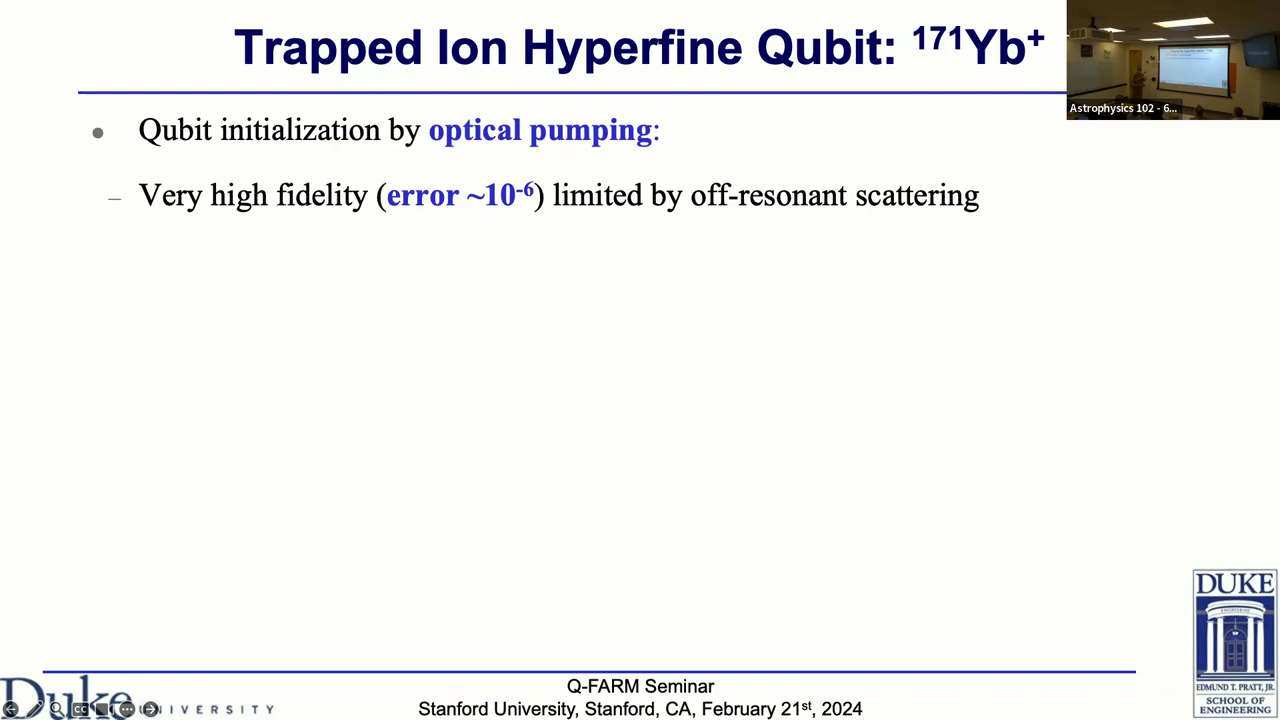 Trapped Ion Hyperfine Qubit: ¹⁷¹Yb⁺
Astrophysics 102 - 6...
• Qubit initialization by optical pumping:
– Very high fidelity (error ~10⁻⁶) limited by off-resonant scattering
DUKE
EDMUND T. PRATT, JR.
SCHOOL OF
ENGINEERING
Duke UNIVERSITY
Q-FARM Seminar
Stanford University, Stanford, CA, February 21ˢᵗ, 2024